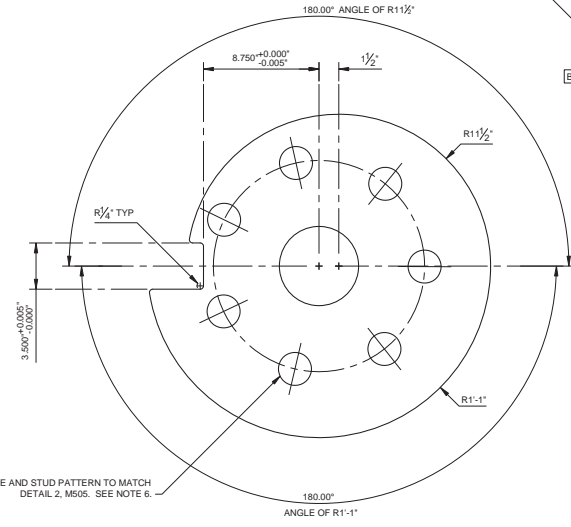 180.00° ANGLE OF R11½"
8.750"+0.000"
-0.005"
1½"
R11½"
R¼" TYP
3.500"+0.005"
-0.000"
R1'-1"
E AND STUD PATTERN TO MATCH
DETAIL 2, M505. SEE NOTE 6.
180.00°
ANGLE OF R1'-1"